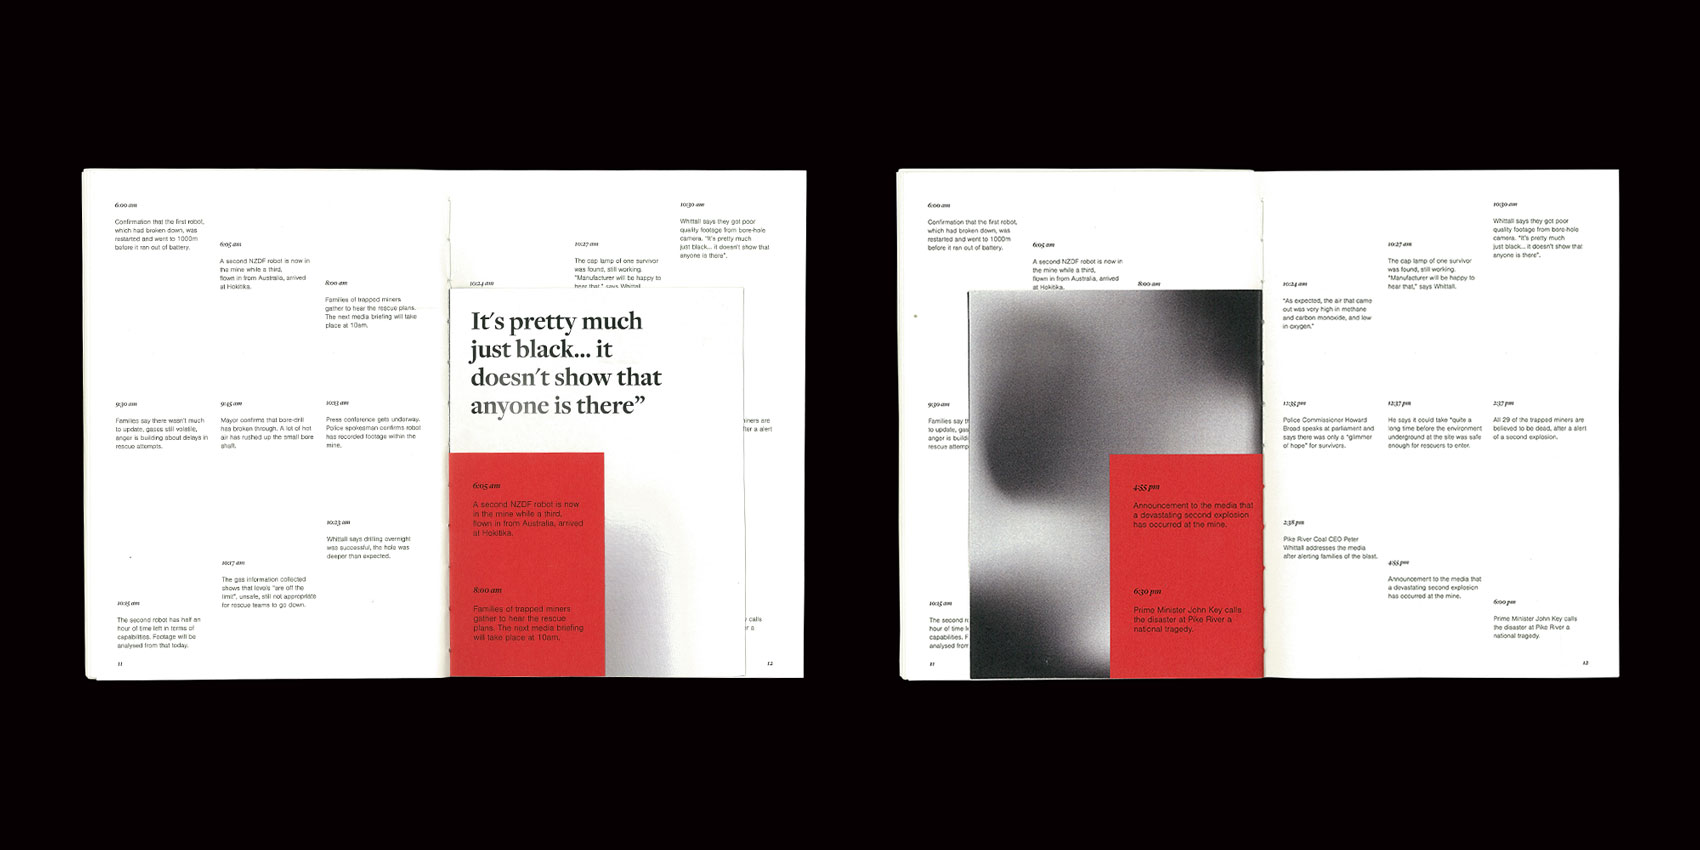 6:00 am
Confirmation that the first robot,
which had broken down, was
restarted and went to 1000m
before it ran out of battery.
6:05 am
A second NZDF robot is now in
the mine while a third,
flown in from Australia, arrived
at Hokitika.
8:00 am
Families of trapped miners
gather to hear the rescue plans.
The next media briefing will take
place at 10am.
9:30 am
Families say there wasn't much
to update, gases still volatile,
anger is building about delays in
rescue attempts.
9:45 am
Mayor confirms that bore-drill
has broken through. A lot of hot
air has rushed up the small bore
shaft.
10:13 am
Press conference gets underway.
Police spokesman confirms robot
has recorded footage within the
mine.
10:23 am
Whittall says drilling overnight
was successful, the hole was
deeper than expected.
10:17 am
The gas information collected
shows that levels "are off the
limit", unsafe, still not appropriate
for rescue teams to go down.
10:15 am
The second robot has half an
hour of time left in terms of
capabilities. Footage will be
analysed from that today.
11
10:24 am
10:27 am
The cap lamp of one survivor
was found, still working.
"Manufacturer will be happy to
hear that," says Whittall.
10:30 am
Whittall says they got poor
quality footage from bore-hole
camera. "It's pretty much
just black... it doesn't show that
anyone is there".
It's pretty much
just black... it
doesn't show that
anyone is there”
6:05 am
A second NZDF robot is now
in the mine while a third,
flown in from Australia, arrived
at Hokitika.
8:00 am
Families of trapped miners
gather to hear the rescue
plans. The next media briefing
will take place at 10am.
iners are
fter a alert
calls
r a
12
6:00 am
Confirmation that the first robot,
which had broken down, was
restarted and went to 1000m
before it ran out of battery.
6:05 am
A second NZDF robot is now in
the mine while a third,
flown in from Australia, arrived
at Hokitika.
8:00 am
9:30 am
Families say t
to update, gas
anger is buildi
rescue attemp
10:15 am
The second r
hour of time l
capabilities. F
analysed from
11
4:55 pm
Announcement to the media that
a devastating second explosion
has occurred at the mine.
6:30 pm
Prime Minister John Key calls
the disaster at Pike River a
national tragedy.
10:24 am
"As expected, the air that came
out was very high in methane
and carbon monoxide, and low
in oxygen."
10:27 am
The cap lamp of one survivor
was found, still working.
"Manufacturer will be happy to
hear that," says Whittall.
10:30 am
Whittall says they got poor
quality footage from bore-hole
camera. "It's pretty much
just black... it doesn't show that
anyone is there".
12:35 pm
Police Commissioner Howard
Broad speaks at parliament and
says there was only a "glimmer
of hope" for survivors.
12:37 pm
He says it could take "quite a
long time before the environment
underground at the site was safe
enough for rescuers to enter.
2:37 pm
All 29 of the trapped miners are
believed to be dead, after a alert
of a second explosion.
2:38 pm
Pike River Coal CEO Peter
Whittall addresses the media
after alerting families of the blast.
4:55 pm
Announcement to the media that
a devastating second explosion
has occurred at the mine.
6:00 pm
Prime Minister John Key calls
the disaster at Pike River a
national tragedy.
12